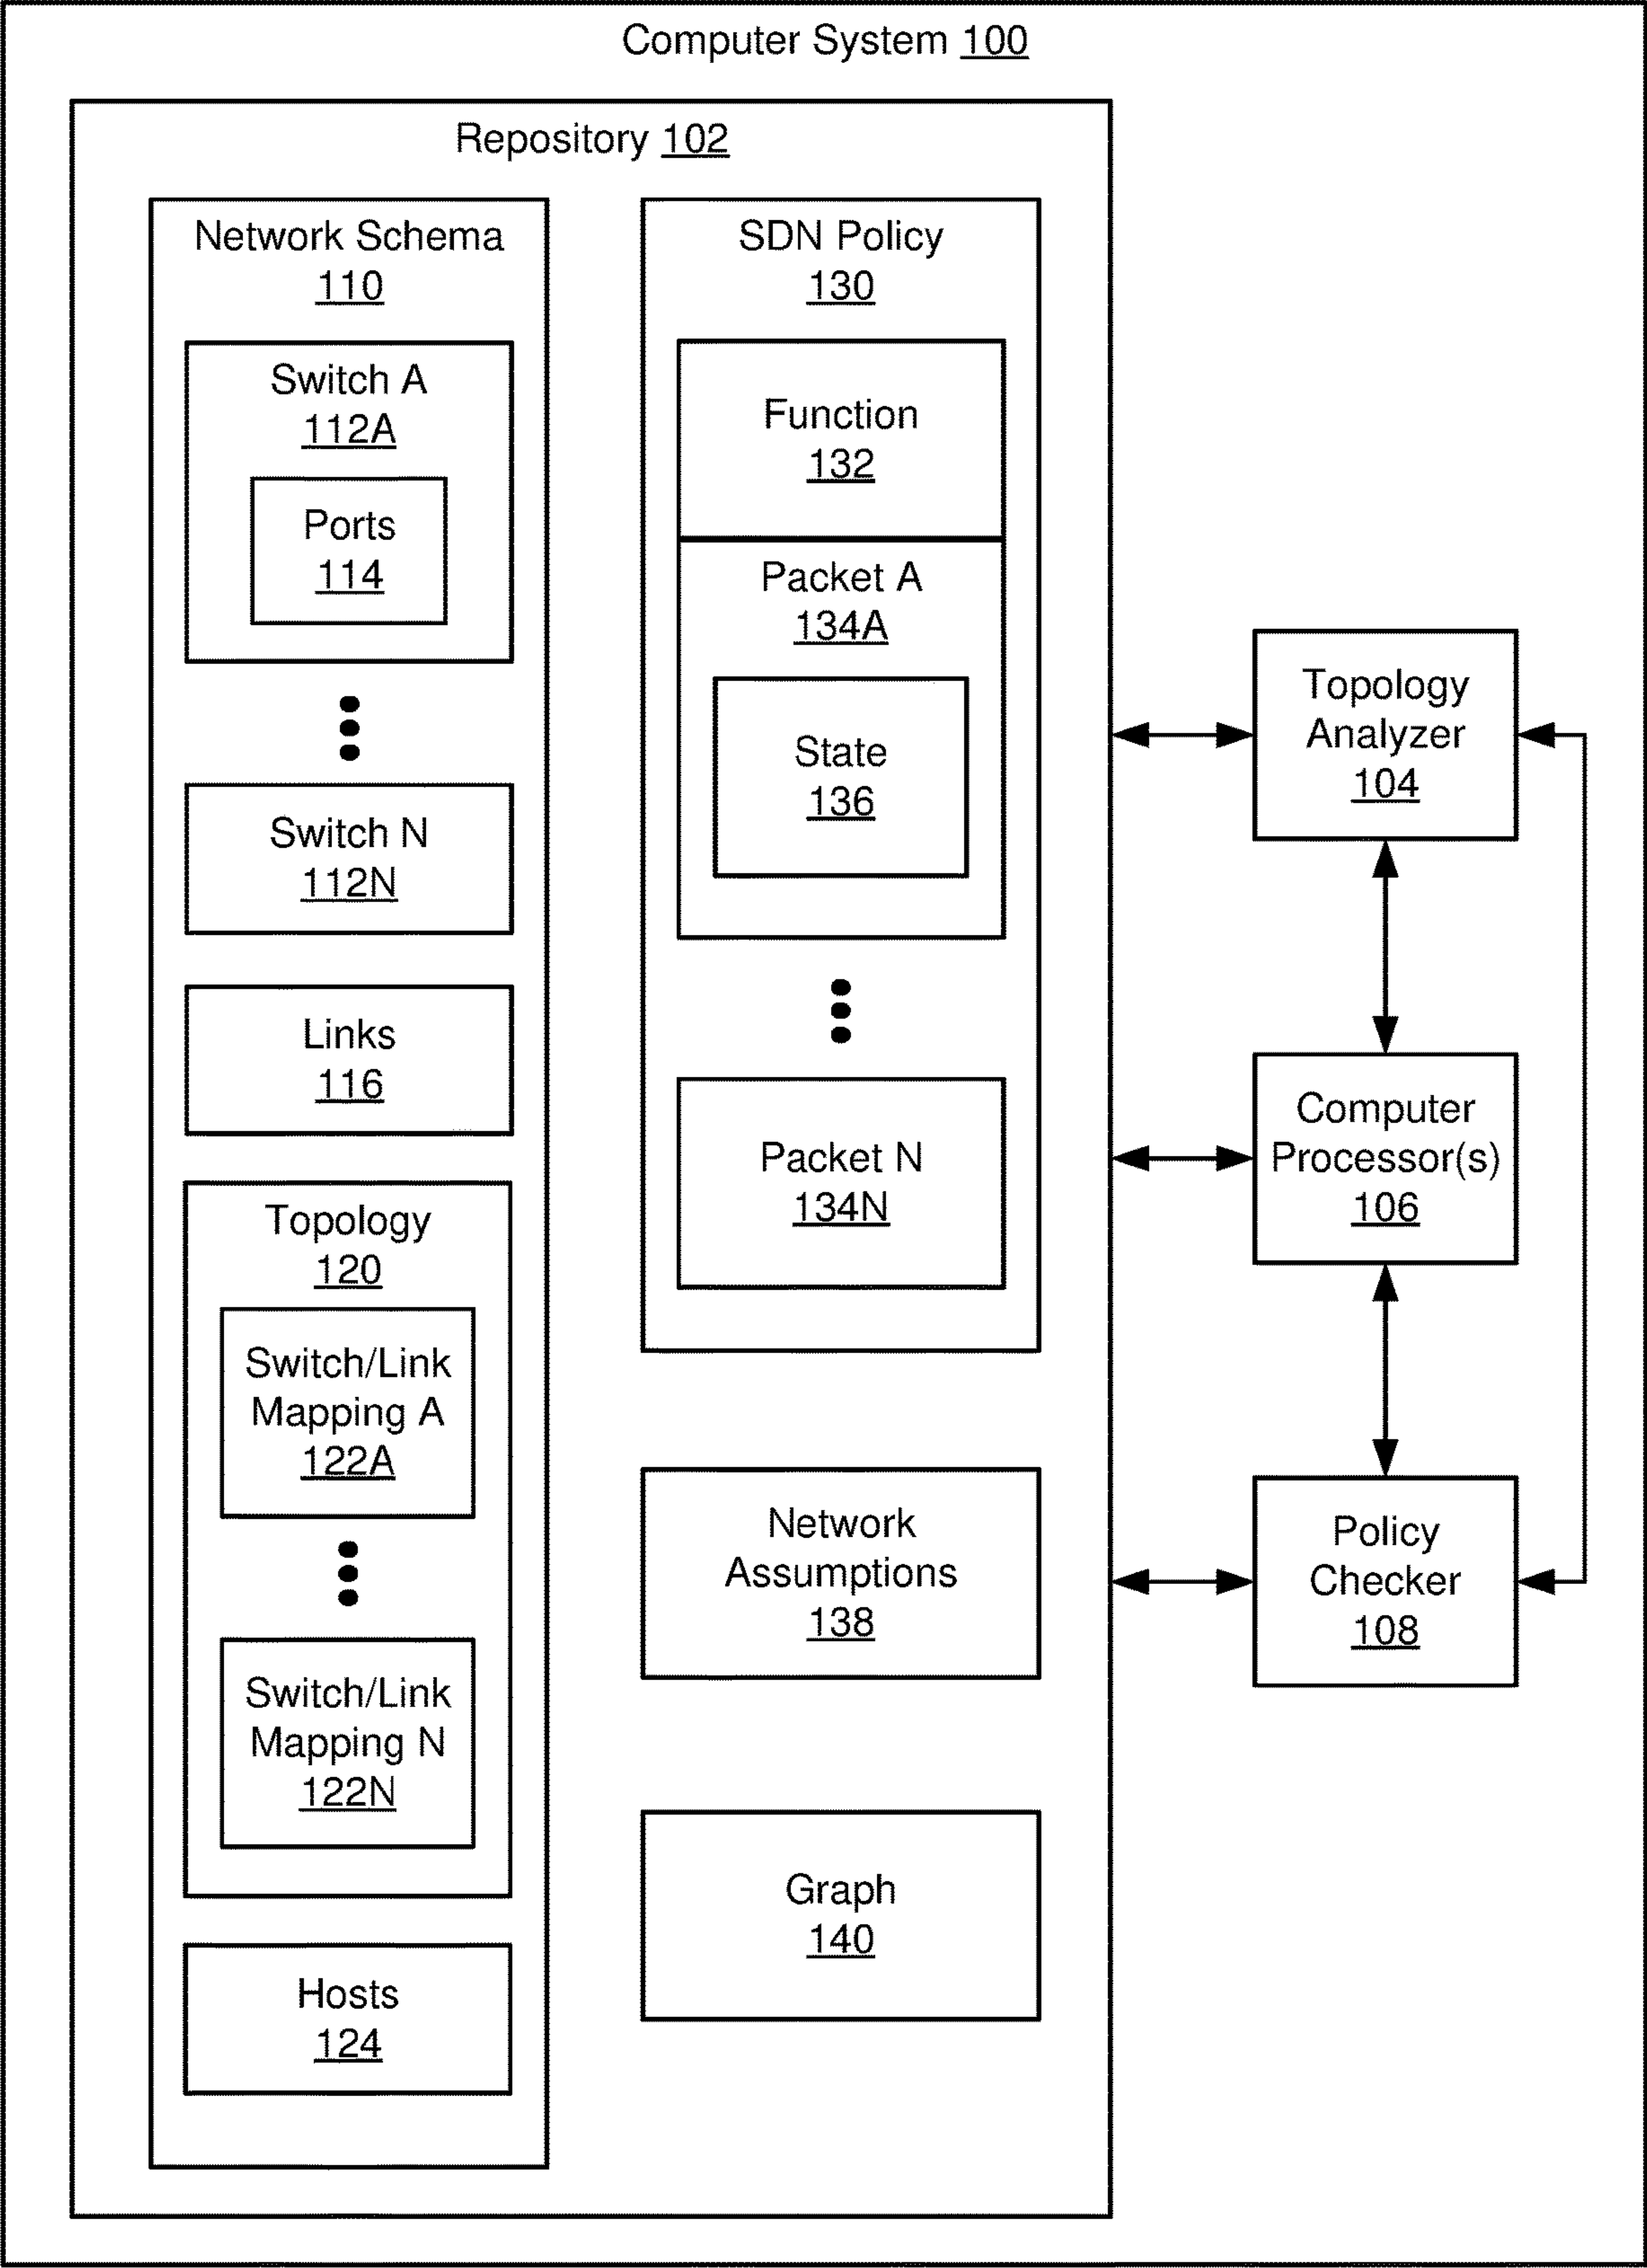 Computer System 100
Repository 102
Network Schema
110
Switch A
112A
Ports
114
Switch N
112N
Links
116
Topology
120
Switch/Link
Mapping A
122A
Switch/Link
Mapping N
122N
Hosts
124
SDN Policy
130
Function
132
Packet A
134A
State
136
Packet N
134N
Network
Assumptions
138
Graph
140
Topology
Analyzer
104
Computer
Processor(s)
106
Policy
Checker
108